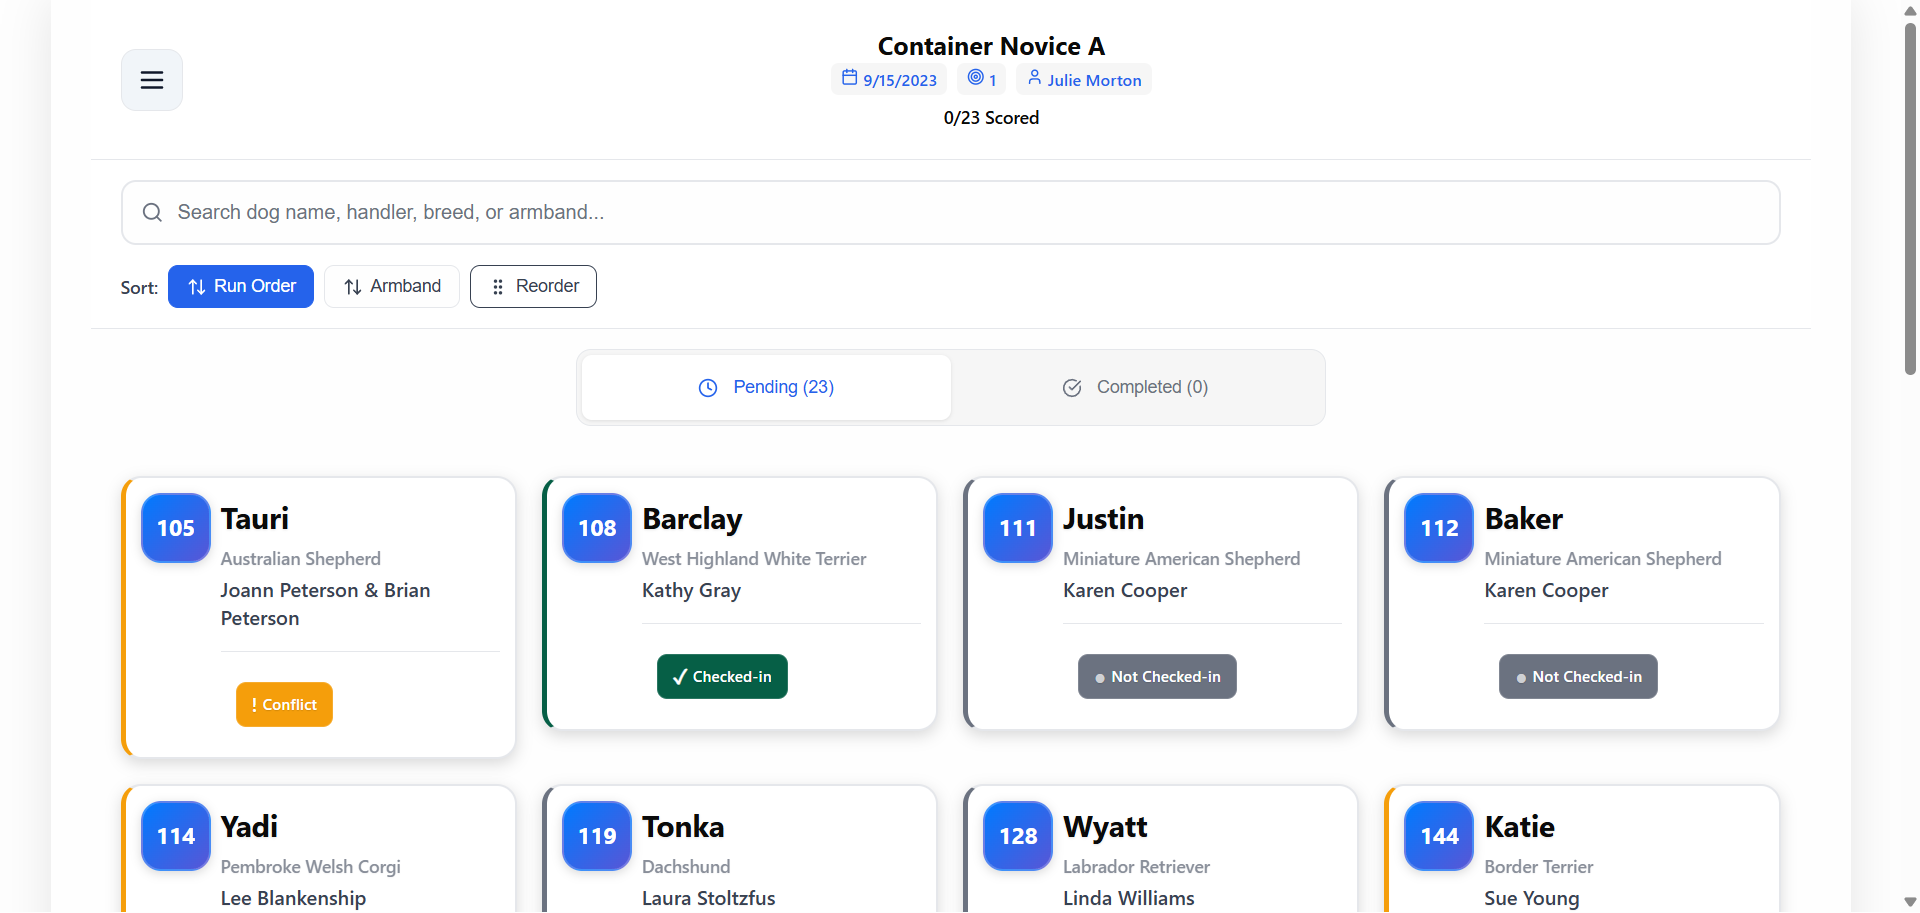 Container Novice A
9/15/2023 1 Julie Morton
0/23 Scored
Search dog name, handler, breed, or armband...
Sort: Run Order Armband Reorder
Pending (23) Completed (0)
105 Tauri
Australian Shepherd
Joann Peterson & Brian
Peterson
! Conflict
108 Barclay
West Highland White Terrier
Kathy Gray
✓ Checked-in
111 Justin
Miniature American Shepherd
Karen Cooper
● Not Checked-in
112 Baker
Miniature American Shepherd
Karen Cooper
● Not Checked-in
114 Yadi
Pembroke Welsh Corgi
Lee Blankenship
119 Tonka
Dachshund
Laura Stoltzfus
128 Wyatt
Labrador Retriever
Linda Williams
144 Katie
Border Terrier
Sue Young